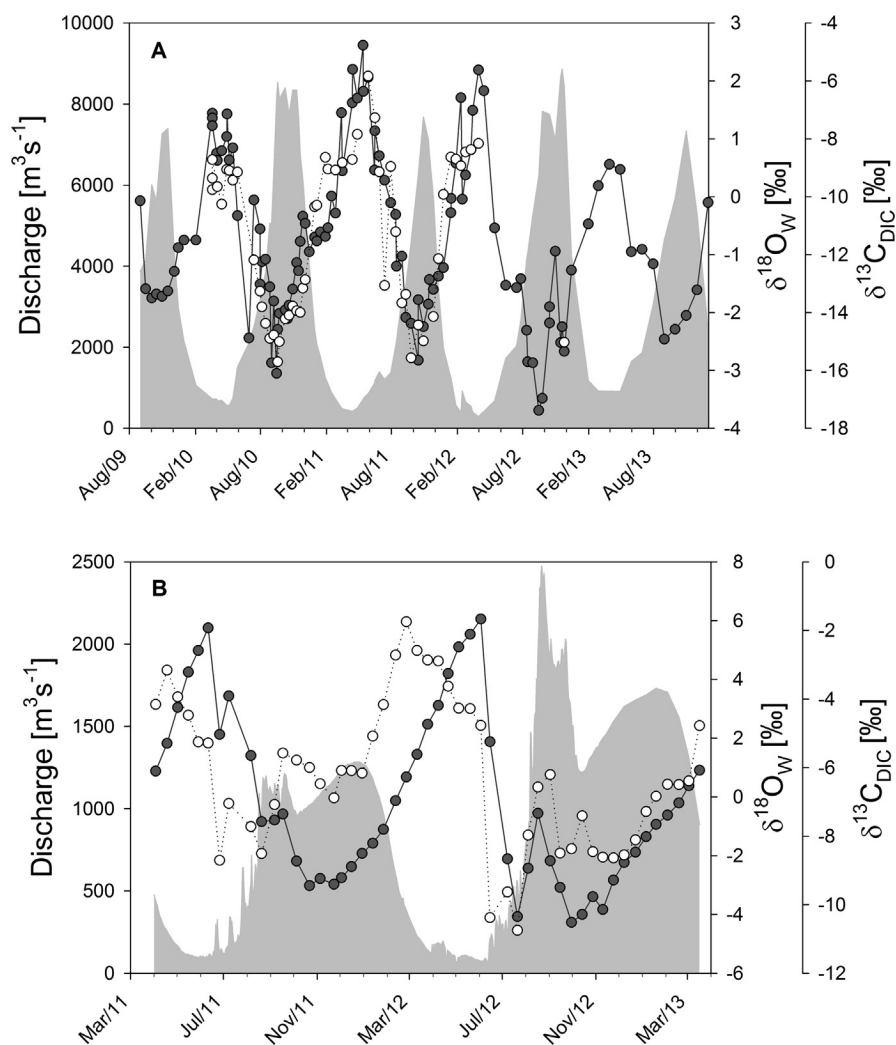 A
10000
8000
6000
4000
2000
0
Discharge [m³s⁻¹]
3
2
1
0
-1
-2
-3
-4
δ¹⁸O_W [‰]
-4
-6
-8
-10
-12
-14
-16
-18
δ¹³C_DIC [‰]
Aug/09
Feb/10
Aug/10
Feb/11
Aug/11
Feb/12
Aug/12
Feb/13
Aug/13
B
2500
2000
1500
1000
500
0
Discharge [m³s⁻¹]
8
6
4
2
0
-2
-4
-6
δ¹⁸O_W [‰]
0
-2
-4
-6
-8
-10
-12
δ¹³C_DIC [‰]
Mar/11
Jul/11
Nov/11
Mar/12
Jul/12
Nov/12
Mar/13